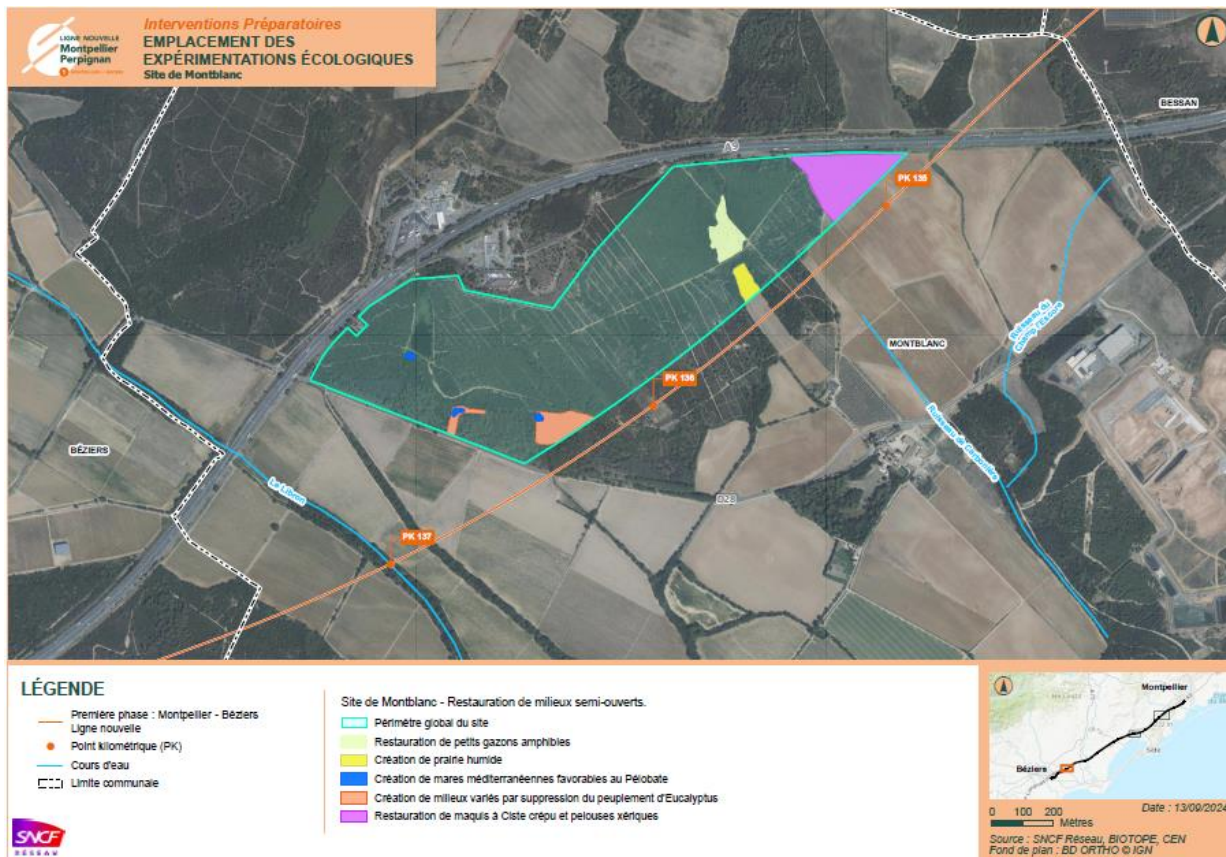 LIGNE NOUVELLE
Montpellier
Perpignan
Interventions Préparatoires
EMPLACEMENT DES
EXPÉRIMENTATIONS ÉCOLOGIQUES
Site de Montblanc
BESSAN
A9
PK 135
MONTBLANC
Ruisseau du
Champ l'Essore
PK 136
Ruisseau de Carbonière
BÉZIERS
Le Libron
D28
PK 137
LÉGENDE
Première phase : Montpellier - Béziers
Ligne nouvelle
Point kilométrique (PK)
Cours d'eau
Limite communale
Site de Montblanc - Restauration de milieux semi-ouverts.
Périmètre global du site
Restauration de petits gazons amphibies
Création de prairie humide
Création de mares méditerranéennes favorables au Pélobate
Création de milieux variés par suppression du peuplement d'Eucalyptus
Restauration de maquis à Ciste crépu et pelouses xériques
SNCF
RÉSEAU
Montpellier
Sète
Béziers
0 100 200
Mètres
Date : 13/09/2024
Source : SNCF Réseau, BIOTOPE, CEN
Fond de plan : BD ORTHO © IGN